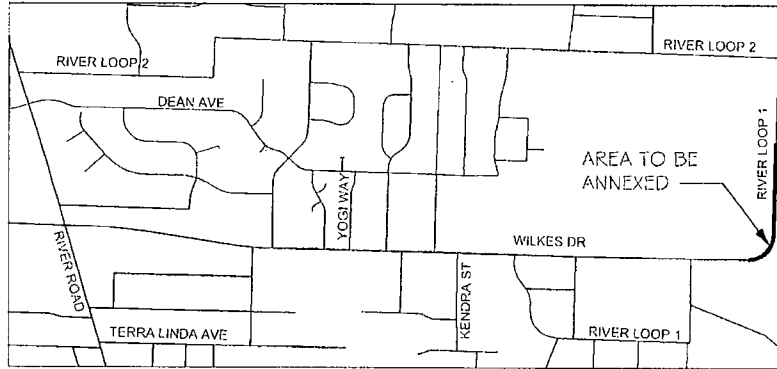 RIVER LOOP 2
RIVER LOOP 2
DEAN AVE
RIVER LOOP 1
AREA TO BE
ANNEXED
YOGI WAY
WILKES DR
RIVER ROAD
KENDRA ST
TERRA LINDA AVE
RIVER LOOP 1